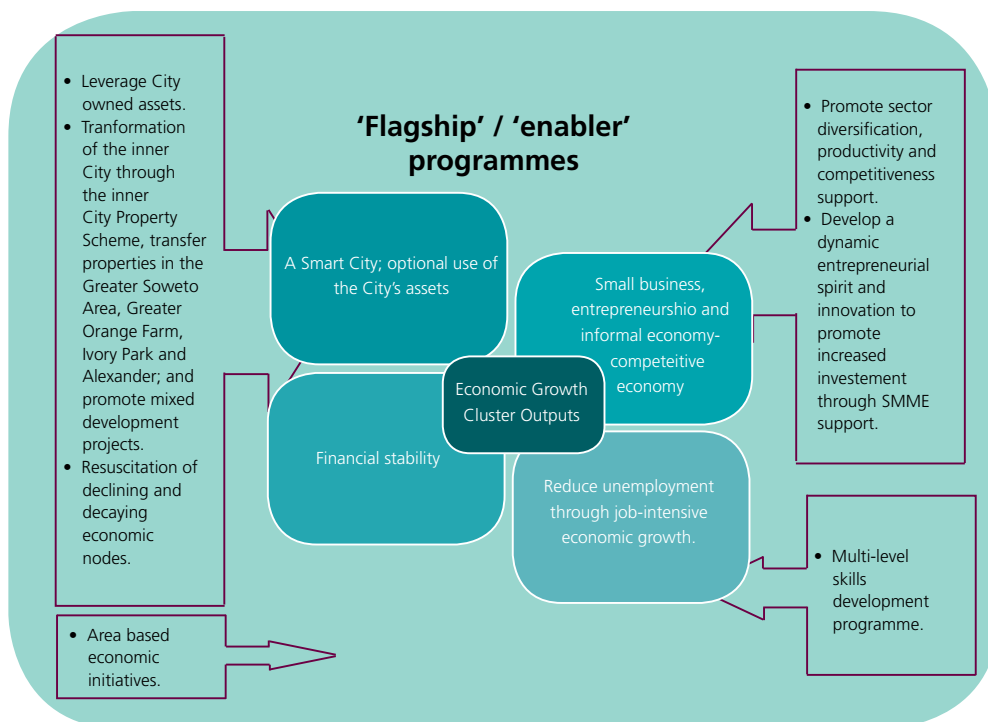 ‘Flagship’ / ‘enabler’
programmes
• Leverage City
owned assets.
• Tranformation
of the inner
City through
the inner
City Property
Scheme, transfer
properties in the
Greater Soweto
Area, Greater
Orange Farm,
Ivory Park and
Alexander; and
promote mixed
development
projects.
• Resuscitation of
declining and
decaying
economic
nodes.
• Area based
economic
initiatives.
A Smart City; optional use of
the City’s assets
Small business,
entrepreneurshio and
informal economy-
competeitive
economy
Economic Growth
Cluster Outputs
Financial stability
Reduce unemployment
through job-intensive
economic growth.
• Promote sector
diversification,
productivity and
competitiveness
support.
• Develop a
dynamic
entrepreneurial
spirit and
innovation to
promote
increased
investement
through SMME
support.
• Multi-level
skills
development
programme.